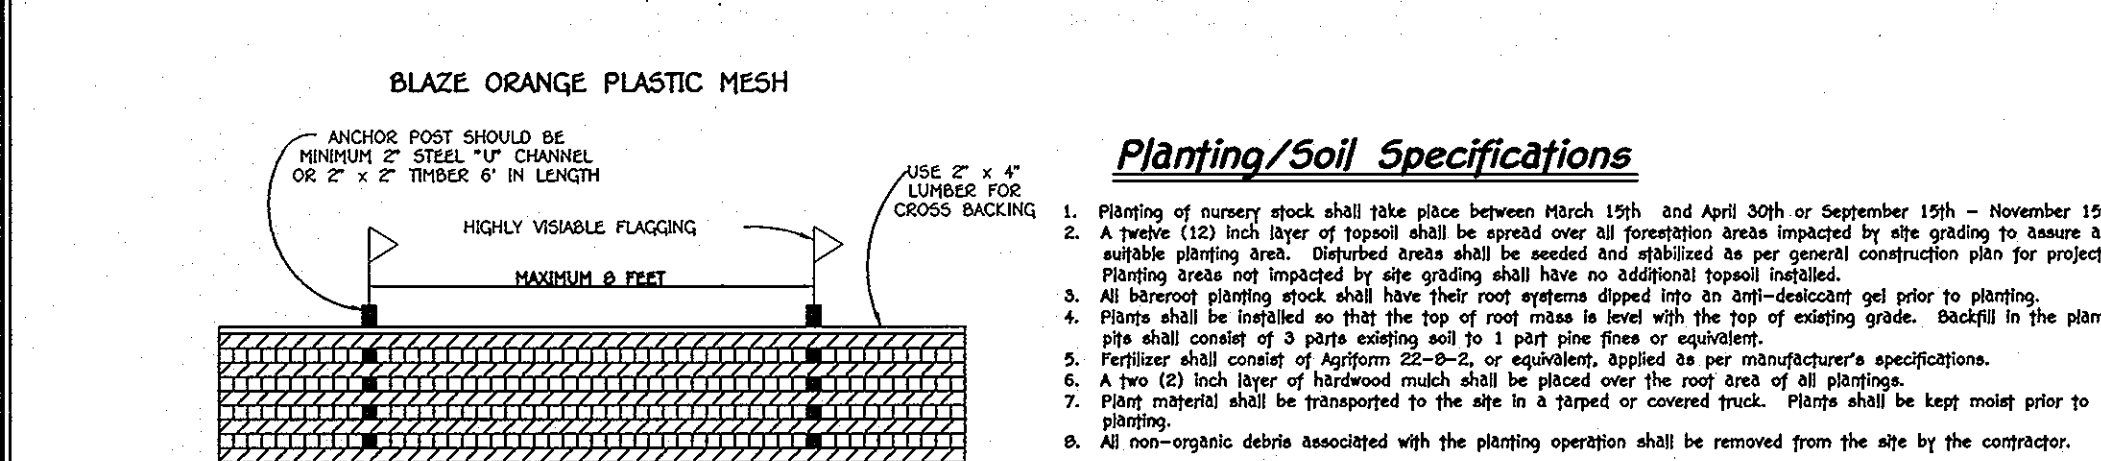 BLAZE ORANGE PLASTIC MESH
ANCHOR POST SHOULD BE
MINIMUM 2" STEEL "U" CHANNEL
OR 2" x 2" TIMBER 6' IN LENGTH
USE 2" x 4"
LUMBER FOR
CROSS BACKING
HIGHLY VISIABLE FLAGGING
MAXIMUM 8 FEET
Planting/Soil Specifications
1. Planting of nursery stock shall take place between March 15th and April 30th or September 15th – November 15
2. A twelve (12) inch layer of topsoil shall be spread over all forestation areas impacted by site grading to assure a
suitable planting area. Disturbed areas shall be seeded and stabilized as per general construction plan for project
Planting areas not impacted by site grading shall have no additional topsoil installed.
3. All bareroot planting stock shall have their root systems dipped into an anti-desiccant gel prior to planting.
4. Plants shall be installed so that the top of root mass is level with the top of existing grade. Backfill in the plan
pits shall consist of 3 parts existing soil to 1 part pine fines or equivalent.
5. Fertilizer shall consist of Agriform 22-8-2, or equivalent, applied as per manufacturer's specifications.
6. A two (2) inch layer of hardwood mulch shall be placed over the root area of all plantings.
7. Plant material shall be transported to the site in a tarped or covered truck. Plants shall be kept moist prior to
planting.
8. All non-organic debris associated with the planting operation shall be removed from the site by the contractor.